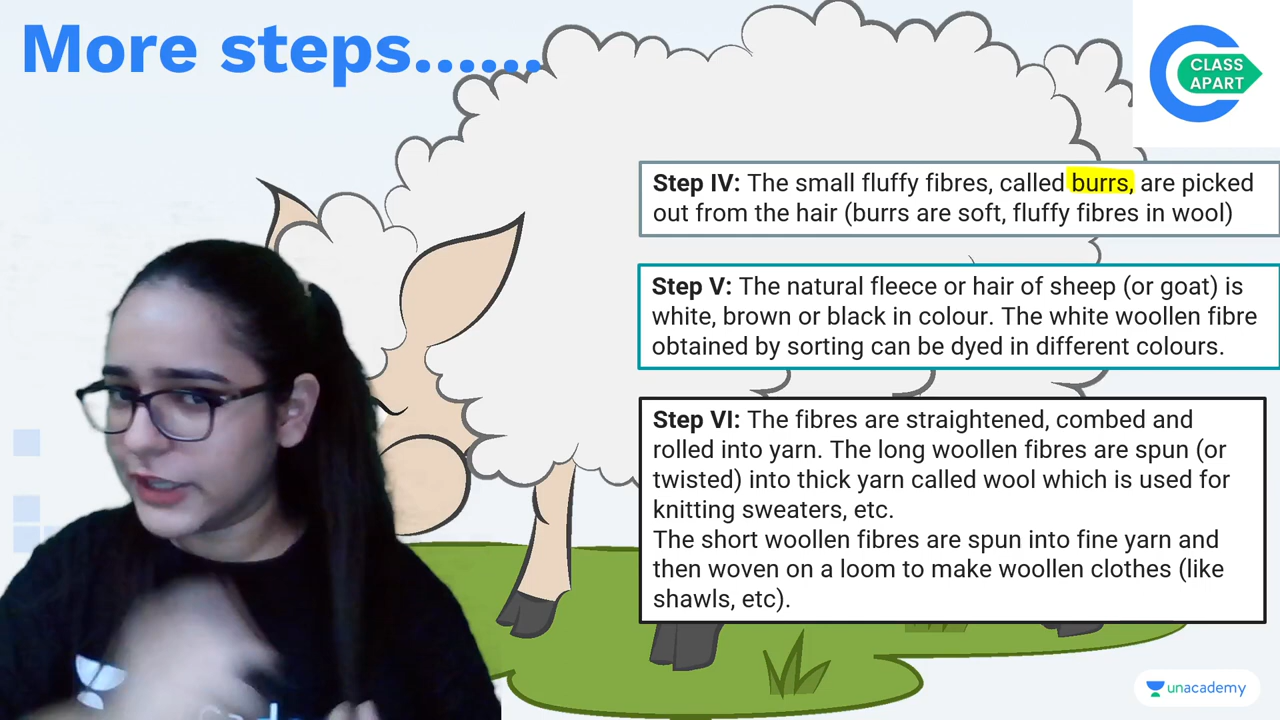 More steps......
CLASS
APART
Step IV: The small fluffy fibres, called burrs, are picked
out from the hair (burrs are soft, fluffy fibres in wool)
Step V: The natural fleece or hair of sheep (or goat) is
white, brown or black in colour. The white woollen fibre
obtained by sorting can be dyed in different colours.
Step VI: The fibres are straightened, combed and
rolled into yarn. The long woollen fibres are spun (or
twisted) into thick yarn called wool which is used for
knitting sweaters, etc.
The short woollen fibres are spun into fine yarn and
then woven on a loom to make woollen clothes (like
shawls, etc).
unacademy